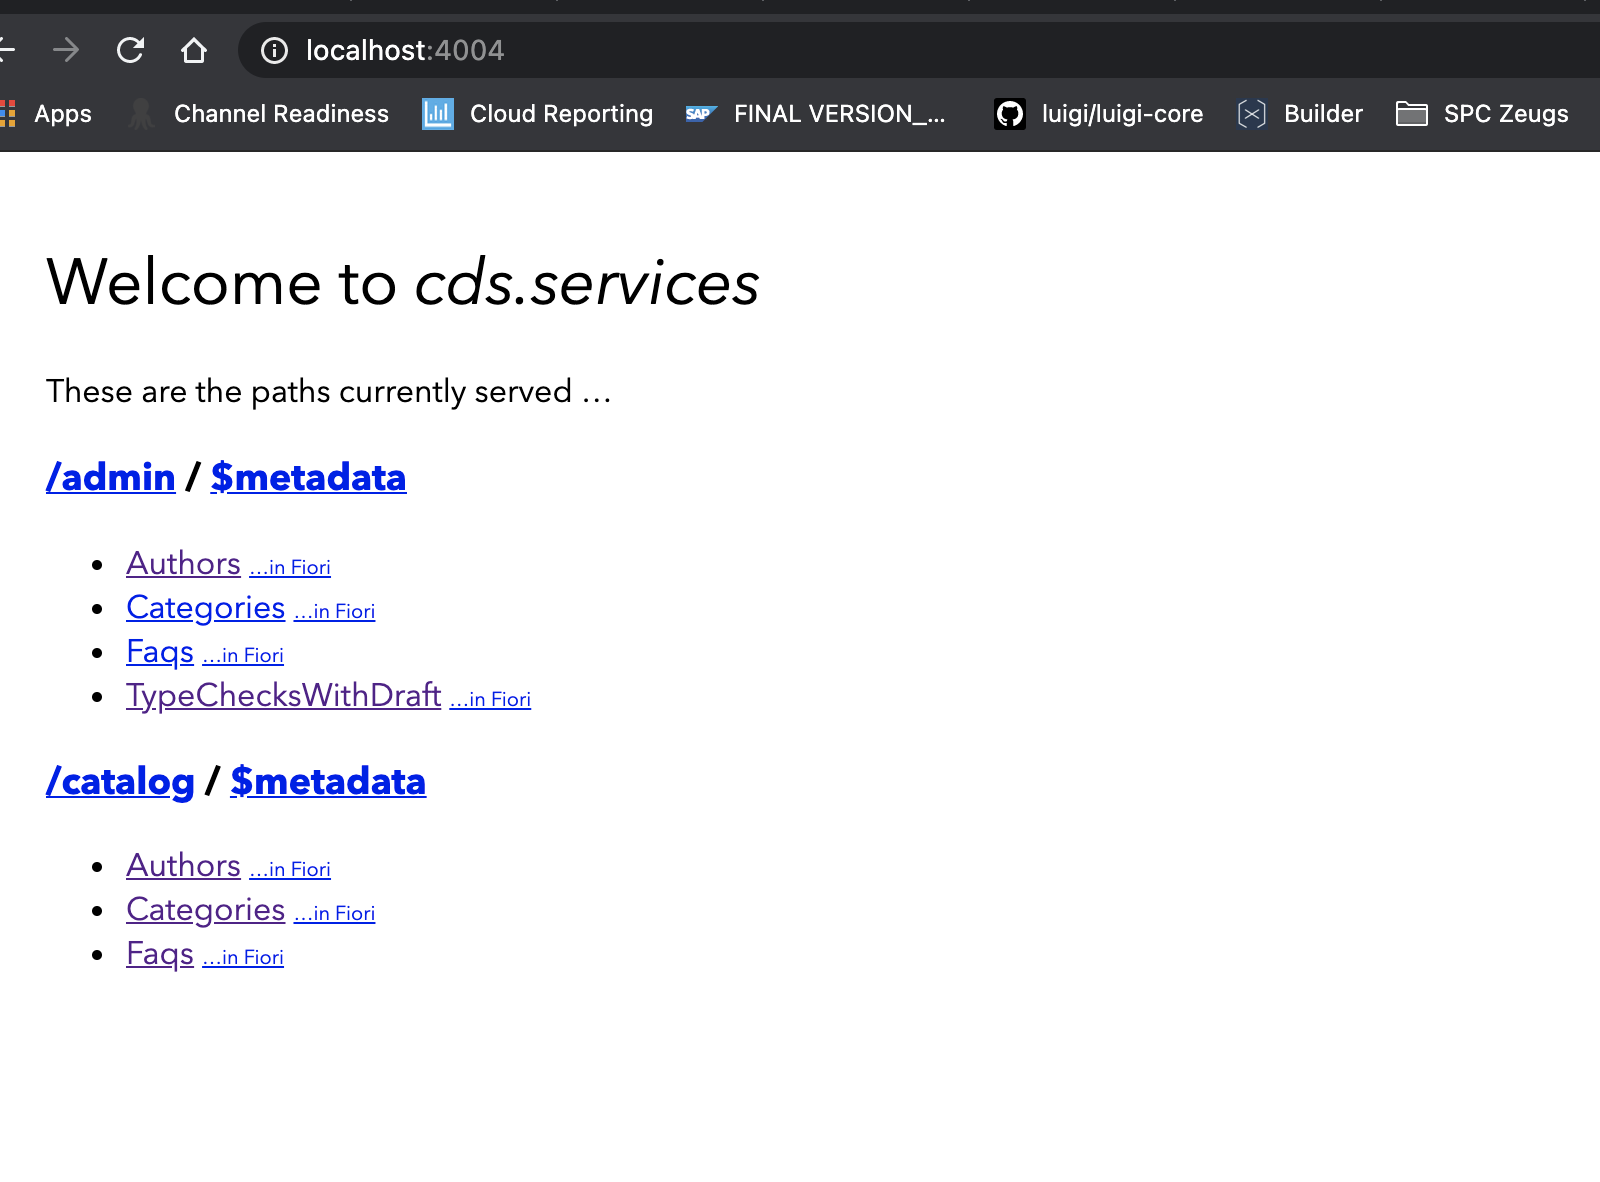 localhost:4004
Apps Channel Readiness Cloud Reporting SAP FINAL VERSION_... luigi/luigi-core Builder SPC Zeugs
Welcome to cds.services
These are the paths currently served …
/admin / $metadata
Authors ...in Fiori
Categories ...in Fiori
Faqs ...in Fiori
TypeChecksWithDraft ...in Fiori
/catalog / $metadata
Authors ...in Fiori
Categories ...in Fiori
Faqs ...in Fiori